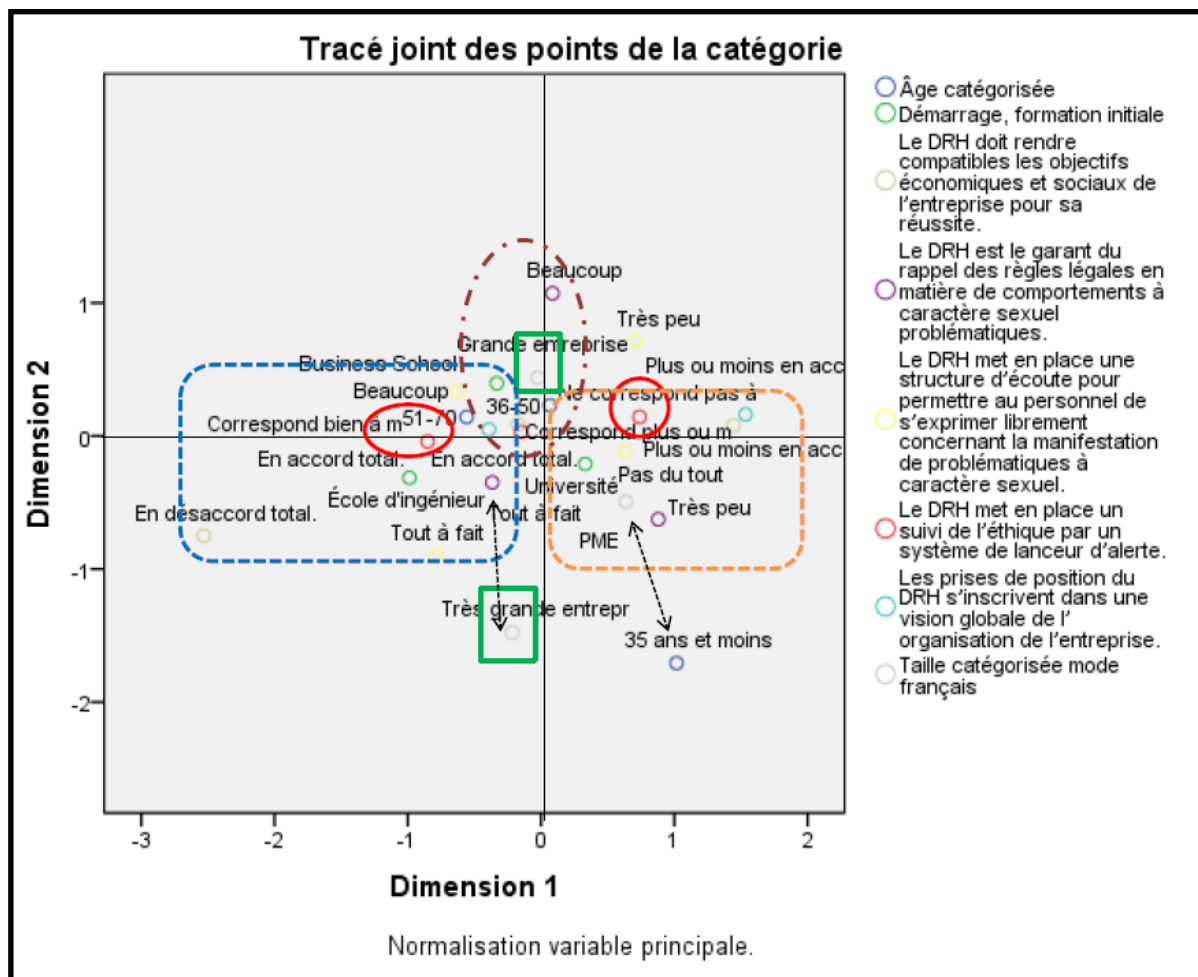 Tracé joint des points de la catégorie
Dimension 2
1
0
-1
-2
Beaucoup
Très peu
Grande entreprise
Plus ou moins en acc
Business School
Beaucoup
36-50
ne correspond pas à
51-70
Correspond bien à m
Correspond plus ou m
En accord total.
En accord total.
Plus ou moins en acc
Pas du tout
École d'ingénieur
Université
Tout à fait
Très peu
En désaccord total.
Tout à fait
PME
Très grande entrepr
35 ans et moins
-3
-2
-1
0
1
2
Dimension 1
Normalisation variable principale.
Âge catégorisée
Démarrage, formation initiale
Le DRH doit rendre
compatibles les objectifs
économiques et sociaux de
l'entreprise pour sa
réussite.
Le DRH est le garant du
rappel des règles légales en
matière de comportements à
caractère sexuel
problématiques.
Le DRH met en place une
structure d'écoute pour
permettre au personnel de
s'exprimer librement
concernant la manifestation
de problématiques à
caractère sexuel.
Le DRH met en place un
suivi de l'éthique par un
système de lanceur d'alerte.
Les prises de position du
DRH s'inscrivent dans une
vision globale de l'
organisation de l'entreprise.
Taille catégorisée mode
français